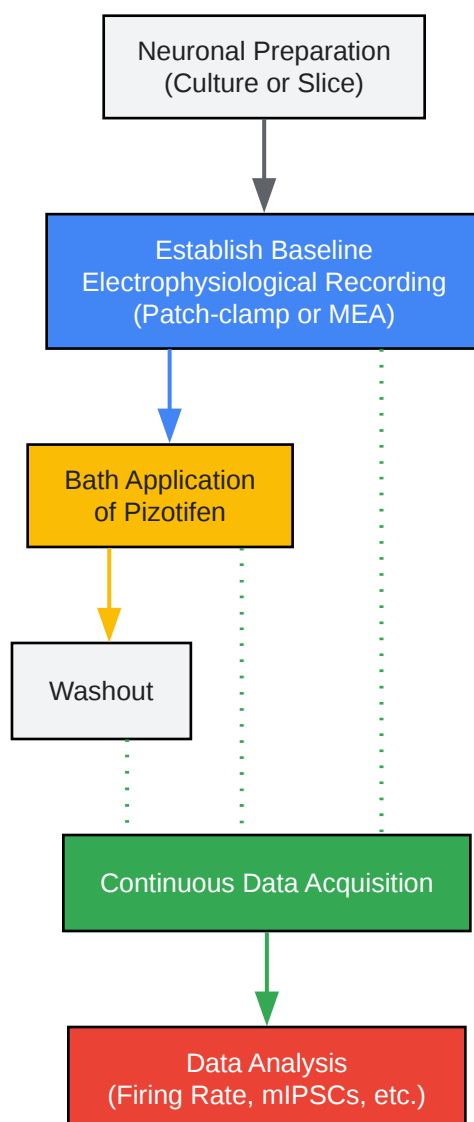 Neuronal Preparation
(Culture or Slice)
Establish Baseline
Electrophysiological Recording
(Patch-clamp or MEA)
Bath Application
of Pizotifen
Washout
Continuous Data Acquisition
Data Analysis
(Firing Rate, mIPSCs, etc.)